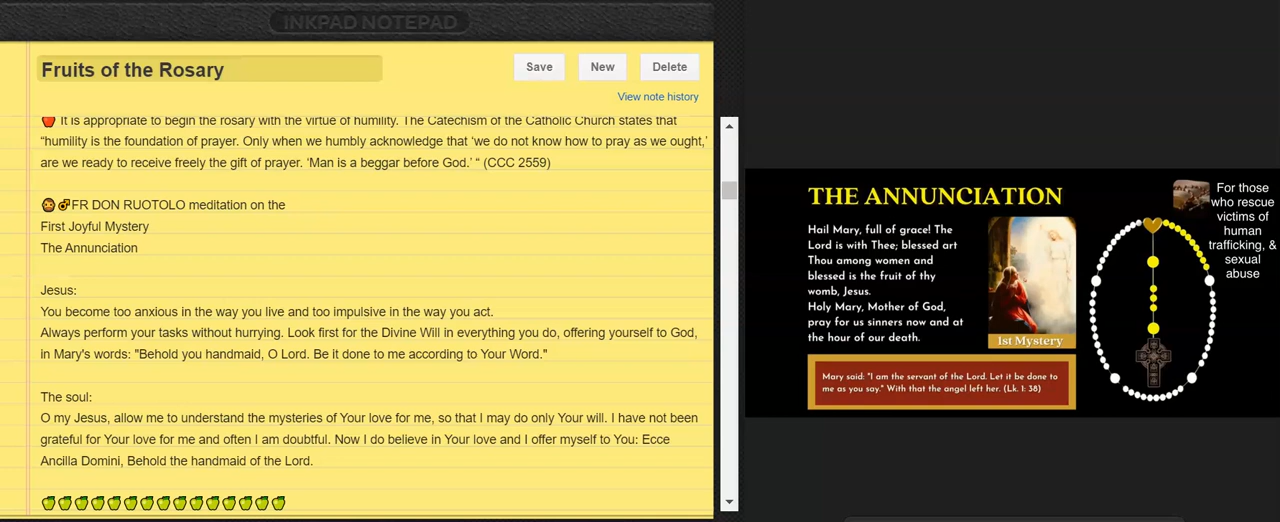 INKPAD NOTEPAD
Fruits of the Rosary
Save
New
Delete
View note history
It is appropriate to begin the rosary with the virtue of humility. The Catechism of the Catholic Church states that
“humility is the foundation of prayer. Only when we humbly acknowledge that ‘we do not know how to pray as we ought,’
are we ready to receive freely the gift of prayer. ‘Man is a beggar before God.’ “ (CCC 2559)
FR DON RUOTOLO meditation on the
First Joyful Mystery
The Annunciation
Jesus:
You become too anxious in the way you live and too impulsive in the way you act.
Always perform your tasks without hurrying. Look first for the Divine Will in everything you do, offering yourself to God,
in Mary's words: "Behold you handmaid, O Lord. Be it done to me according to Your Word."
The soul:
O my Jesus, allow me to understand the mysteries of Your love for me, so that I may do only Your will. I have not been
grateful for Your love for me and often I am doubtful. Now I do believe in Your love and I offer myself to You: Ecce
Ancilla Domini, Behold the handmaid of the Lord.
THE ANNUNCIATION
Hail Mary, full of grace! The
Lord is with Thee; blessed art
Thou among women and
blessed is the fruit of thy
womb, Jesus.
Holy Mary, Mother of God,
pray for us sinners now and at
the hour of our death.
1st Mystery
Mary said: "I am the servant of the Lord. Let it be done to
me as you say." With that the angel left her. (Lk. 1: 38)
For those
who rescue
victims of
human
trafficking, &
sexual
abuse